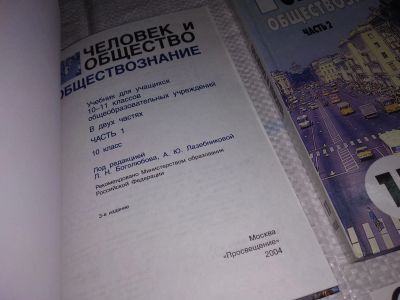 ЧЕЛОВЕК И
ОБЩЕСТВО
ОБЩЕСТВОЗНАНИЕ
Учебник для учащихся
10–11 классов
общеобразовательных учреждений
В двух частях
ЧАСТЬ 1
10 класс
Под редакцией
Л. Н. Боголюбова, А. Ю. Лазебниковой
Рекомендовано Министерством образования
Российской Федерации
3-е издание
Москва
«Просвещение»
2004
ЧАСТЬ 2